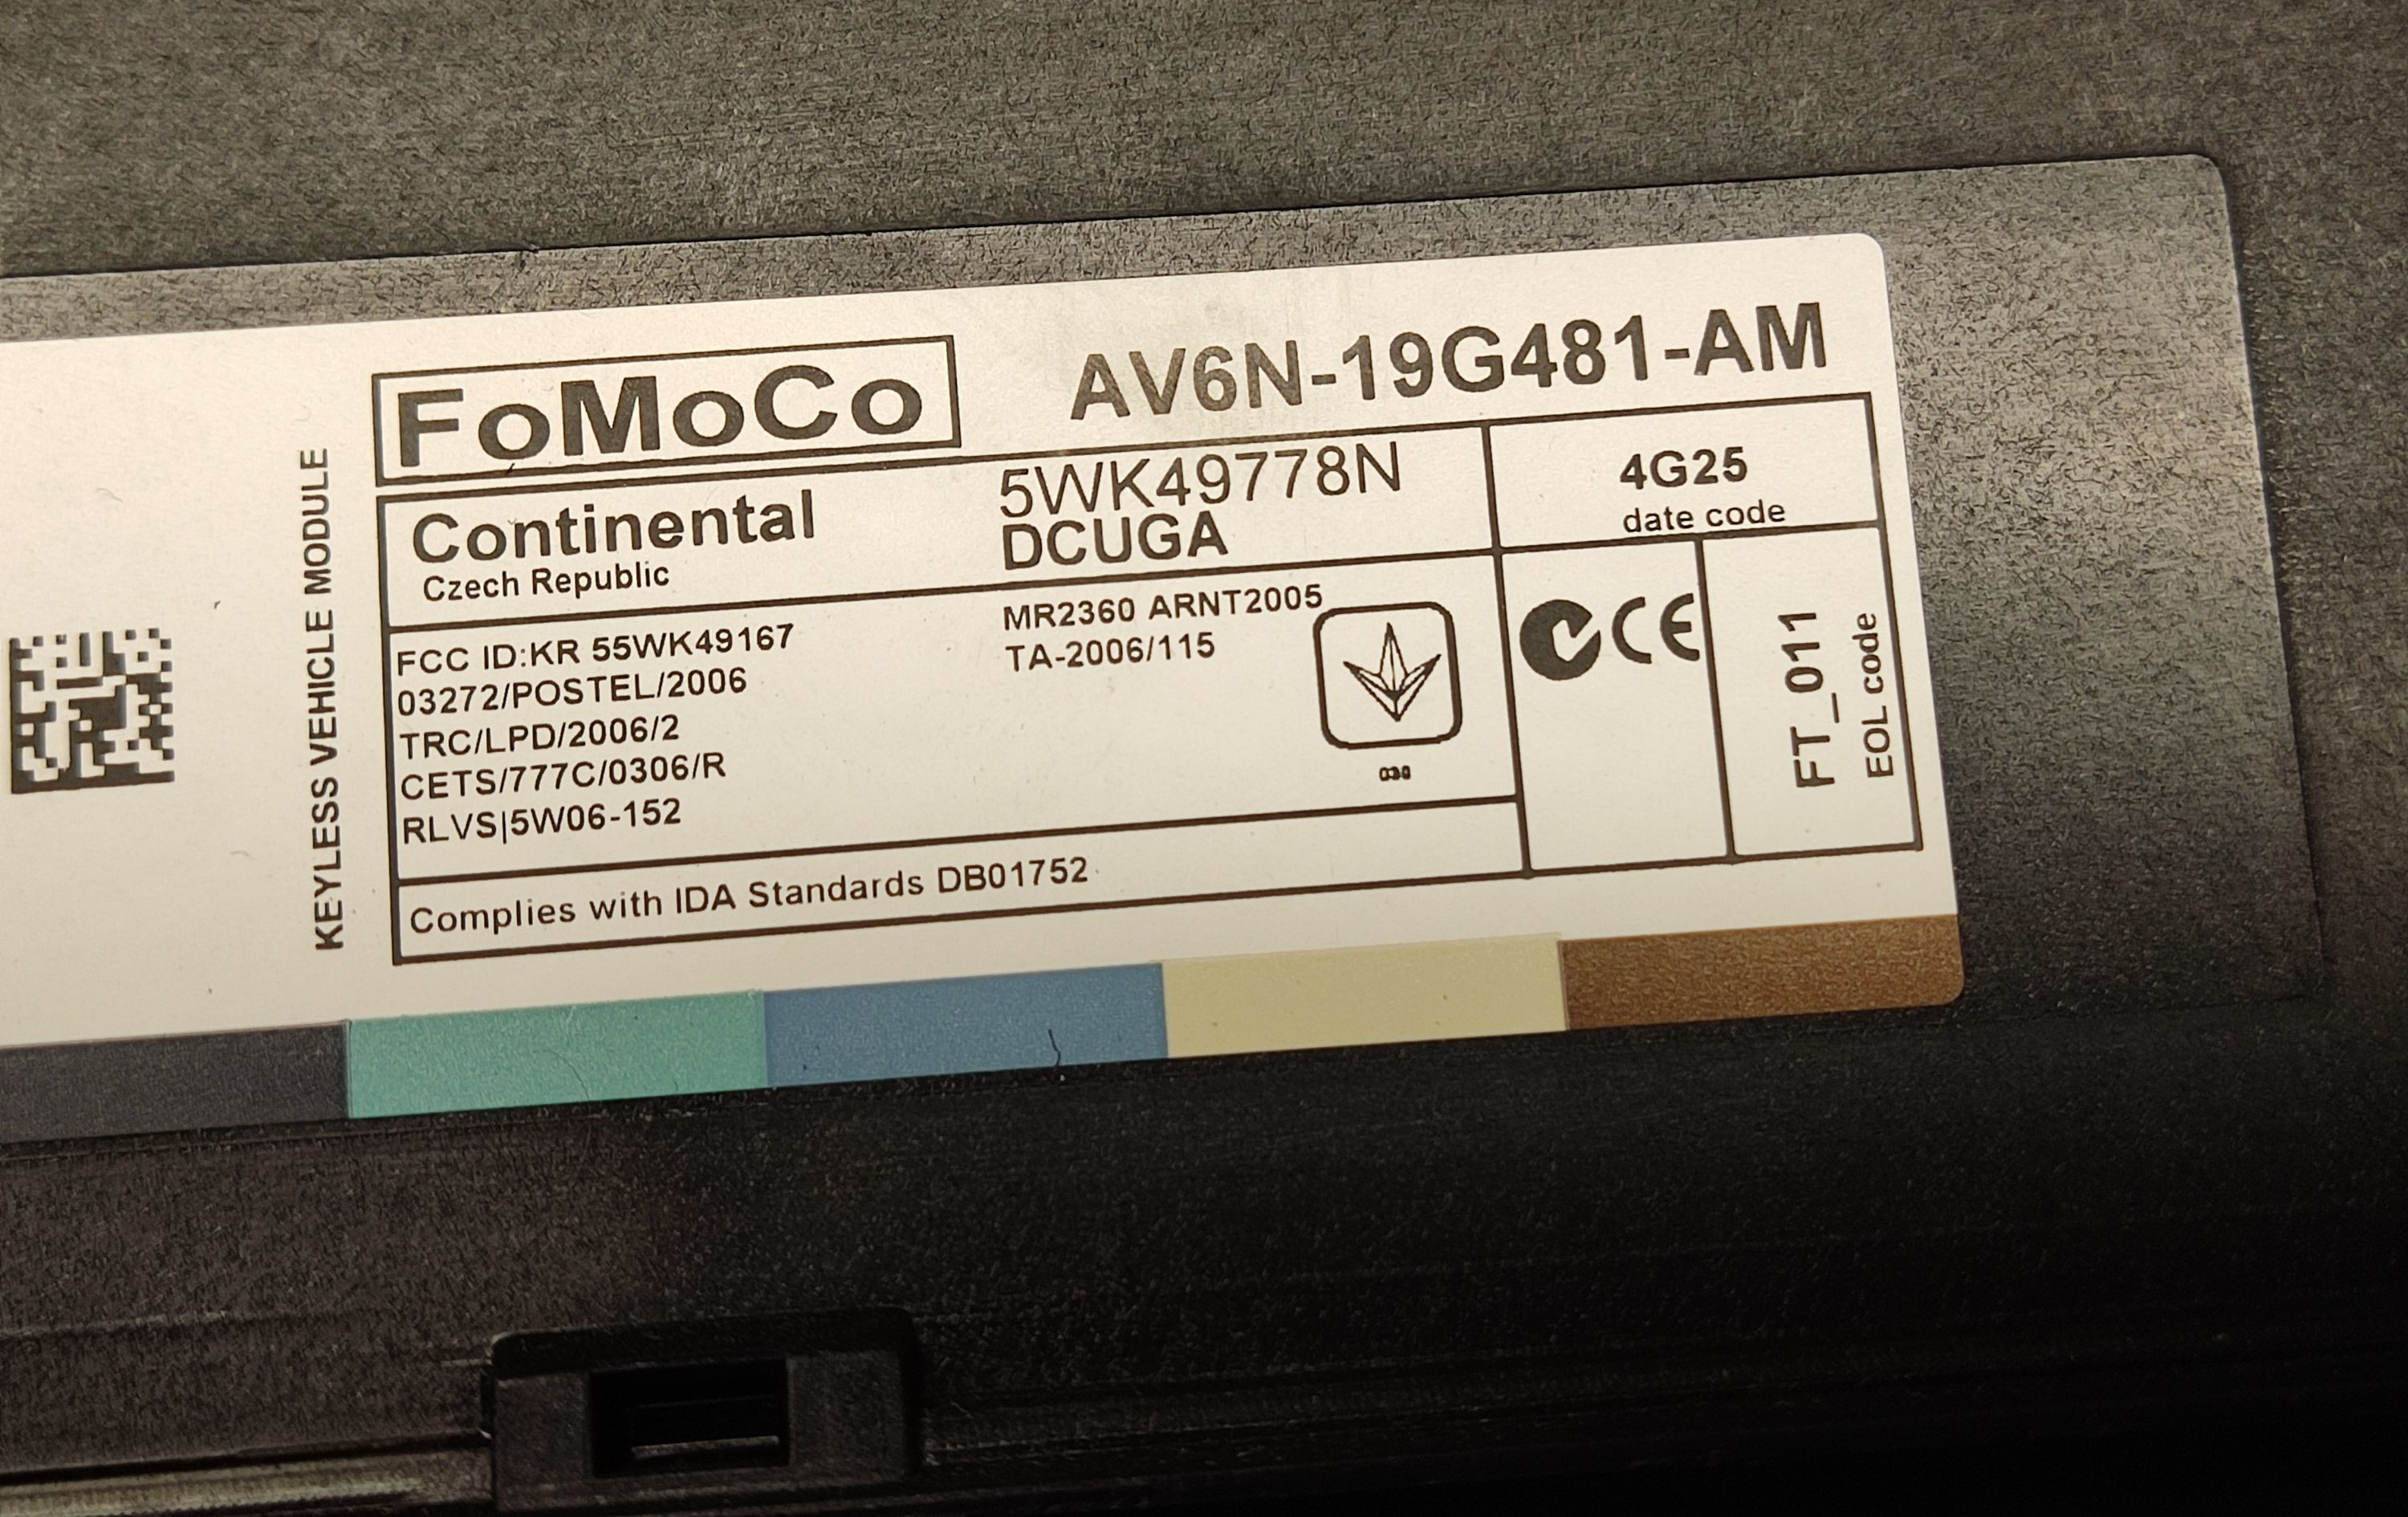 FoMoCo
AV6N-19G481-AM
KEYLESS VEHICLE MODULE
Continental
Czech Republic
5WK49778N
DCUGA
4G25
date code
FCC ID:KR 55WK49167
03272/POSTEL/2006
TRC/LPD/2006/2
CETS/777C/0306/R
RLVS|5W06-152
MR2360 ARNT2005
TA-2006/115
030
CE
FT_011
EOL code
Complies with IDA Standards DB01752